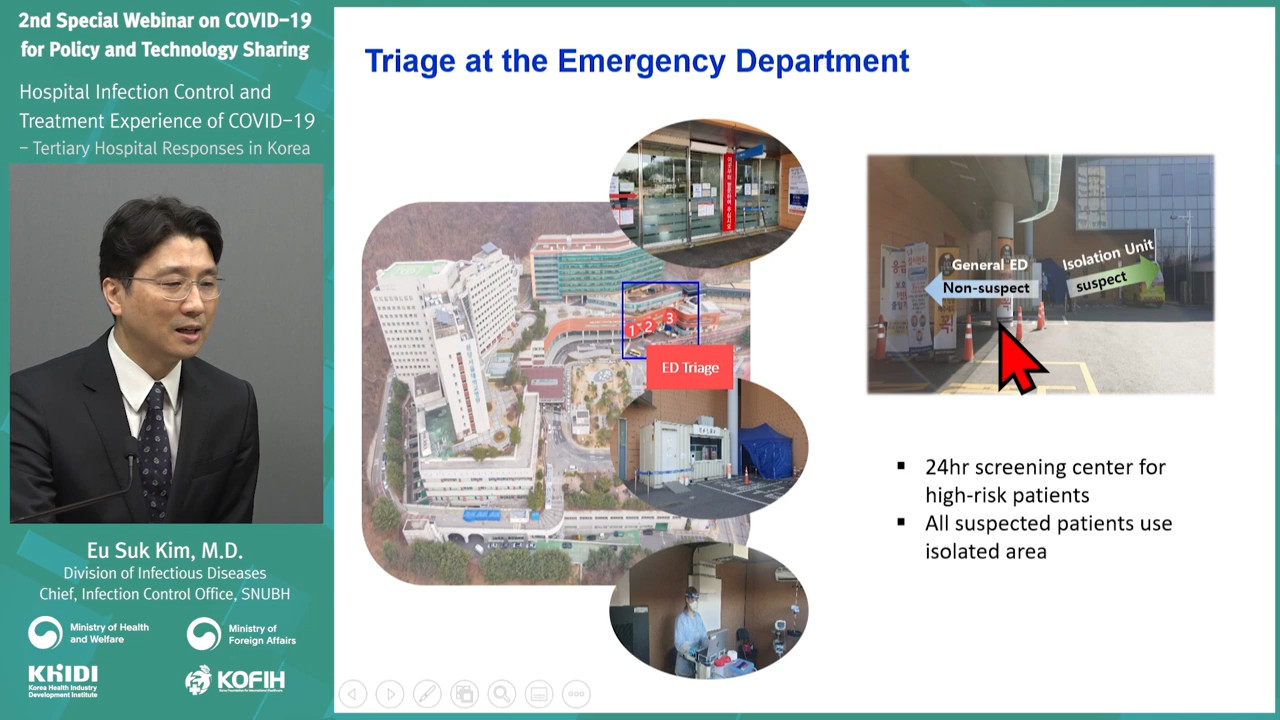 2nd Special Webinar on COVID-19
for Policy and Technology Sharing
Hospital Infection Control and
Treatment Experience of COVID-19
- Tertiary Hospital Responses in Korea
Eu Suk Kim, M.D.
Division of Infectious Diseases
Chief, Infection Control Office, SNUBH
Ministry of Health
and Welfare
Ministry of
Foreign Affairs
KHIDI
Korea Health Industry
Development Institute
KOFIH
Korea Foundation for International Healthcare
Triage at the Emergency Department
1
2
3
ED Triage
General ED
Non-suspect
Isolation Unit
suspect
▪ 24hr screening center for
high-risk patients
▪ All suspected patients use
isolated area